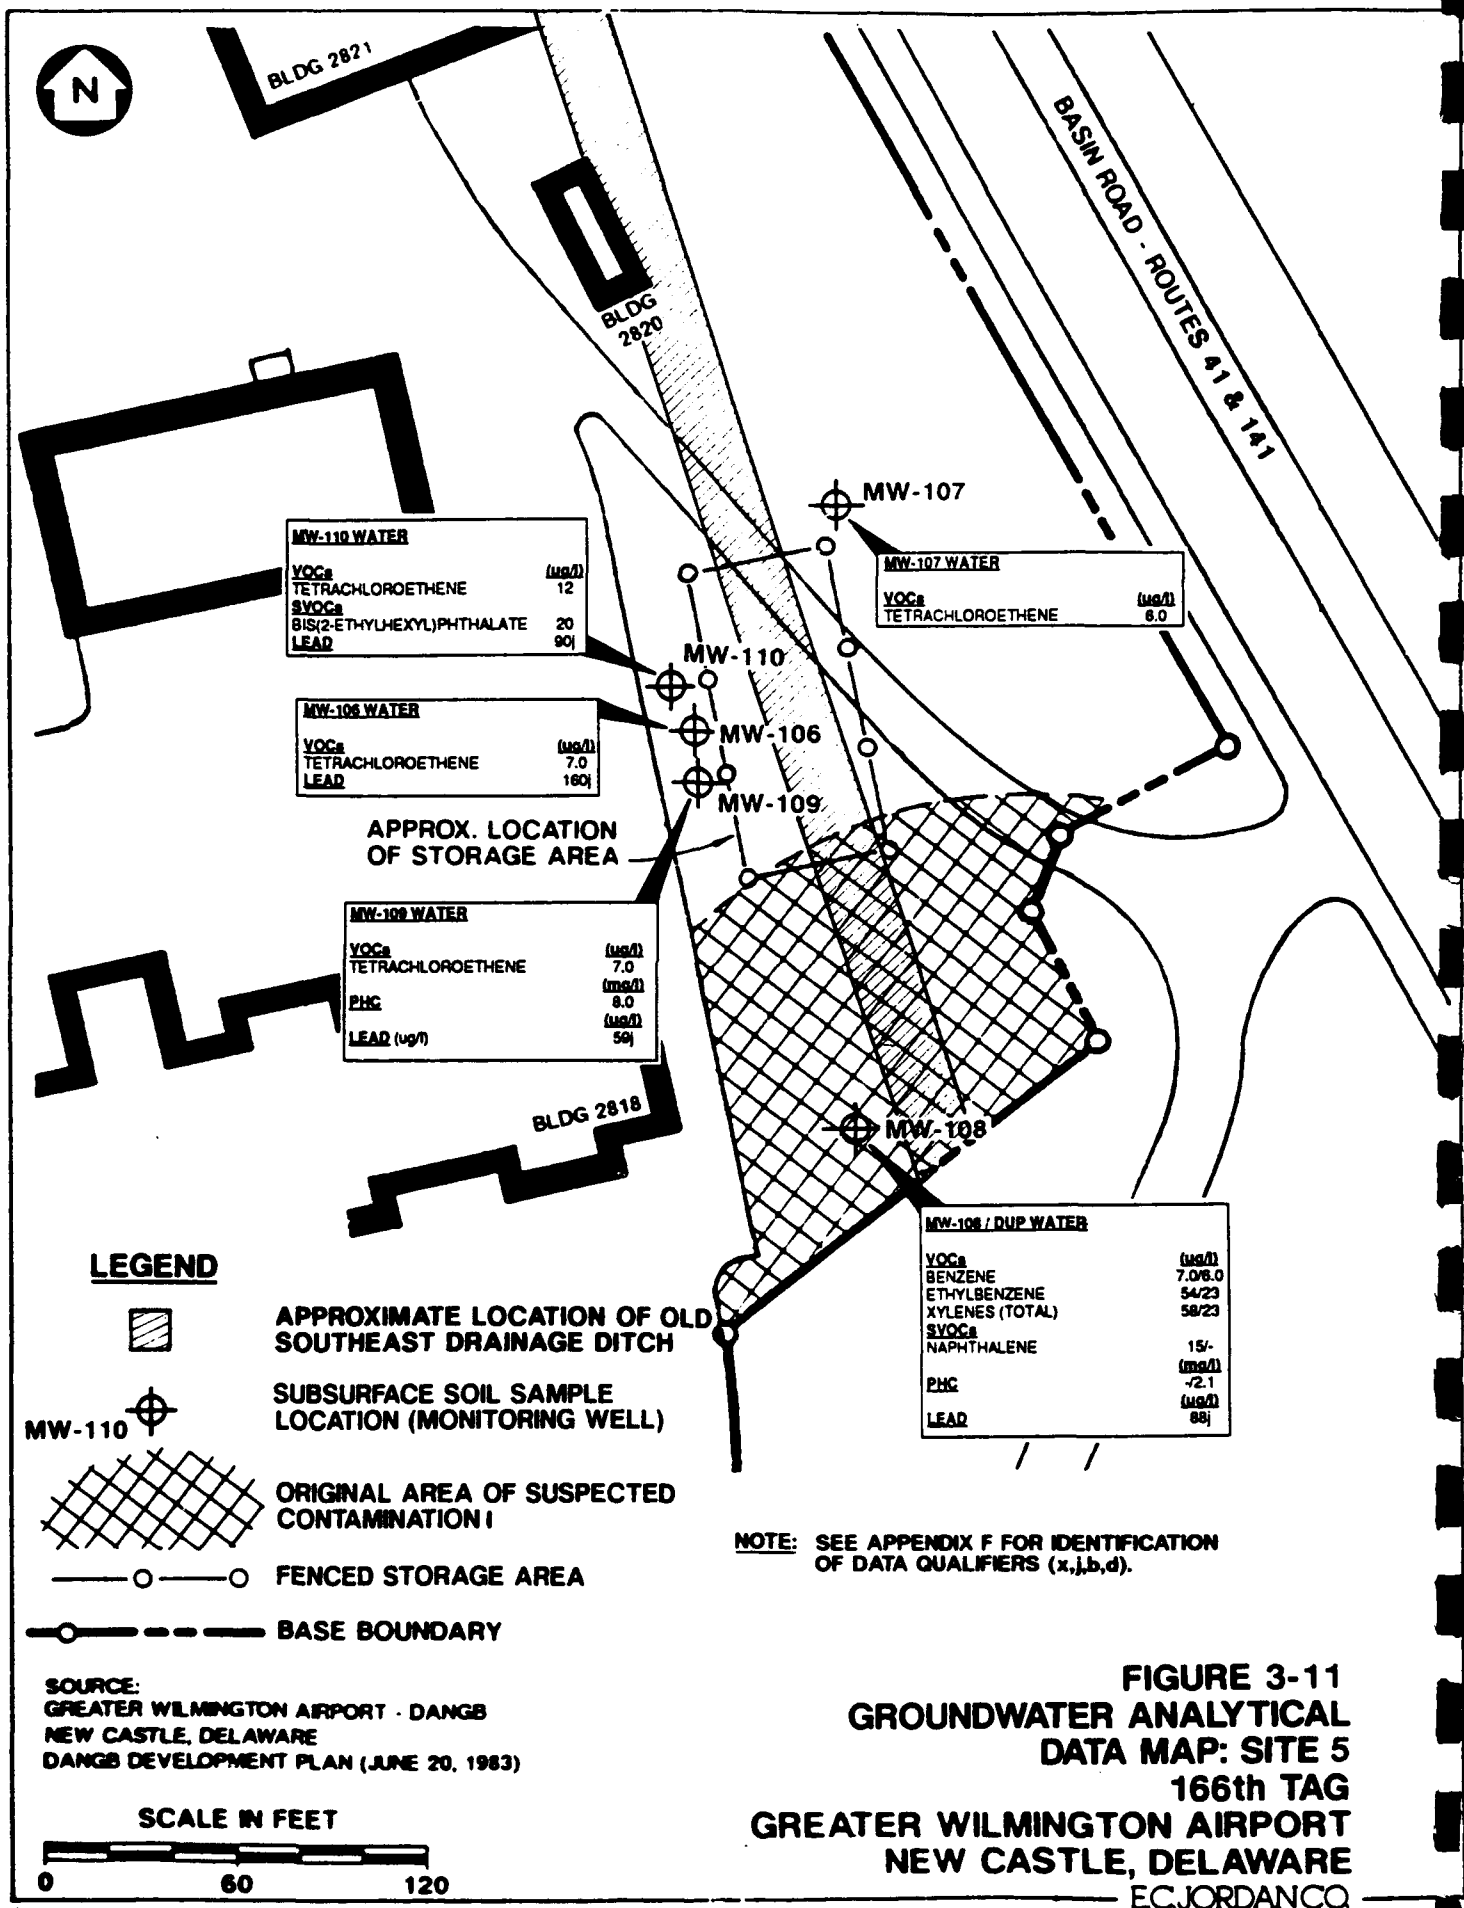 N
BLDG 2821
BASIN ROAD - ROUTES 41 & 141
BLDG
2820
MW-107
MW-107 WATER
VOCs (ug/l)
TETRACHLOROETHENE 6.0
MW-110 WATER
VOCs (ug/l)
TETRACHLOROETHENE 12
SVOCs
BIS(2-ETHYLHEXYL)PHTHALATE 20
LEAD 90j
MW-110
MW-106 WATER
VOCs (ug/l)
TETRACHLOROETHENE 7.0
LEAD 160j
MW-106
MW-109
APPROX. LOCATION
OF STORAGE AREA
MW-109 WATER
VOCs (ug/l)
TETRACHLOROETHENE 7.0
(mg/l)
PHC 8.0
(ug/l)
LEAD (ug/l) 59j
BLDG 2818
MW-108
MW-108 / DUP WATER
VOCs (ug/l)
BENZENE 7.0/6.0
ETHYLBENZENE 54/23
XYLENES (TOTAL) 58/23
SVOCs
NAPHTHALENE 15/-
(mg/l)
PHC -/2.1
(ug/l)
LEAD 88j
LEGEND
APPROXIMATE LOCATION OF OLD
SOUTHEAST DRAINAGE DITCH
MW-110
SUBSURFACE SOIL SAMPLE
LOCATION (MONITORING WELL)
ORIGINAL AREA OF SUSPECTED
CONTAMINATION I
FENCED STORAGE AREA
BASE BOUNDARY
NOTE: SEE APPENDIX F FOR IDENTIFICATION
OF DATA QUALIFIERS (x,j,b,d).
SOURCE:
GREATER WILMINGTON AIRPORT - DANGB
NEW CASTLE, DELAWARE
DANGB DEVELOPMENT PLAN (JUNE 20, 1983)
SCALE IN FEET
0 60 120
FIGURE 3-11
GROUNDWATER ANALYTICAL
DATA MAP: SITE 5
166th TAG
GREATER WILMINGTON AIRPORT
NEW CASTLE, DELAWARE
E.C.JORDAN CO.